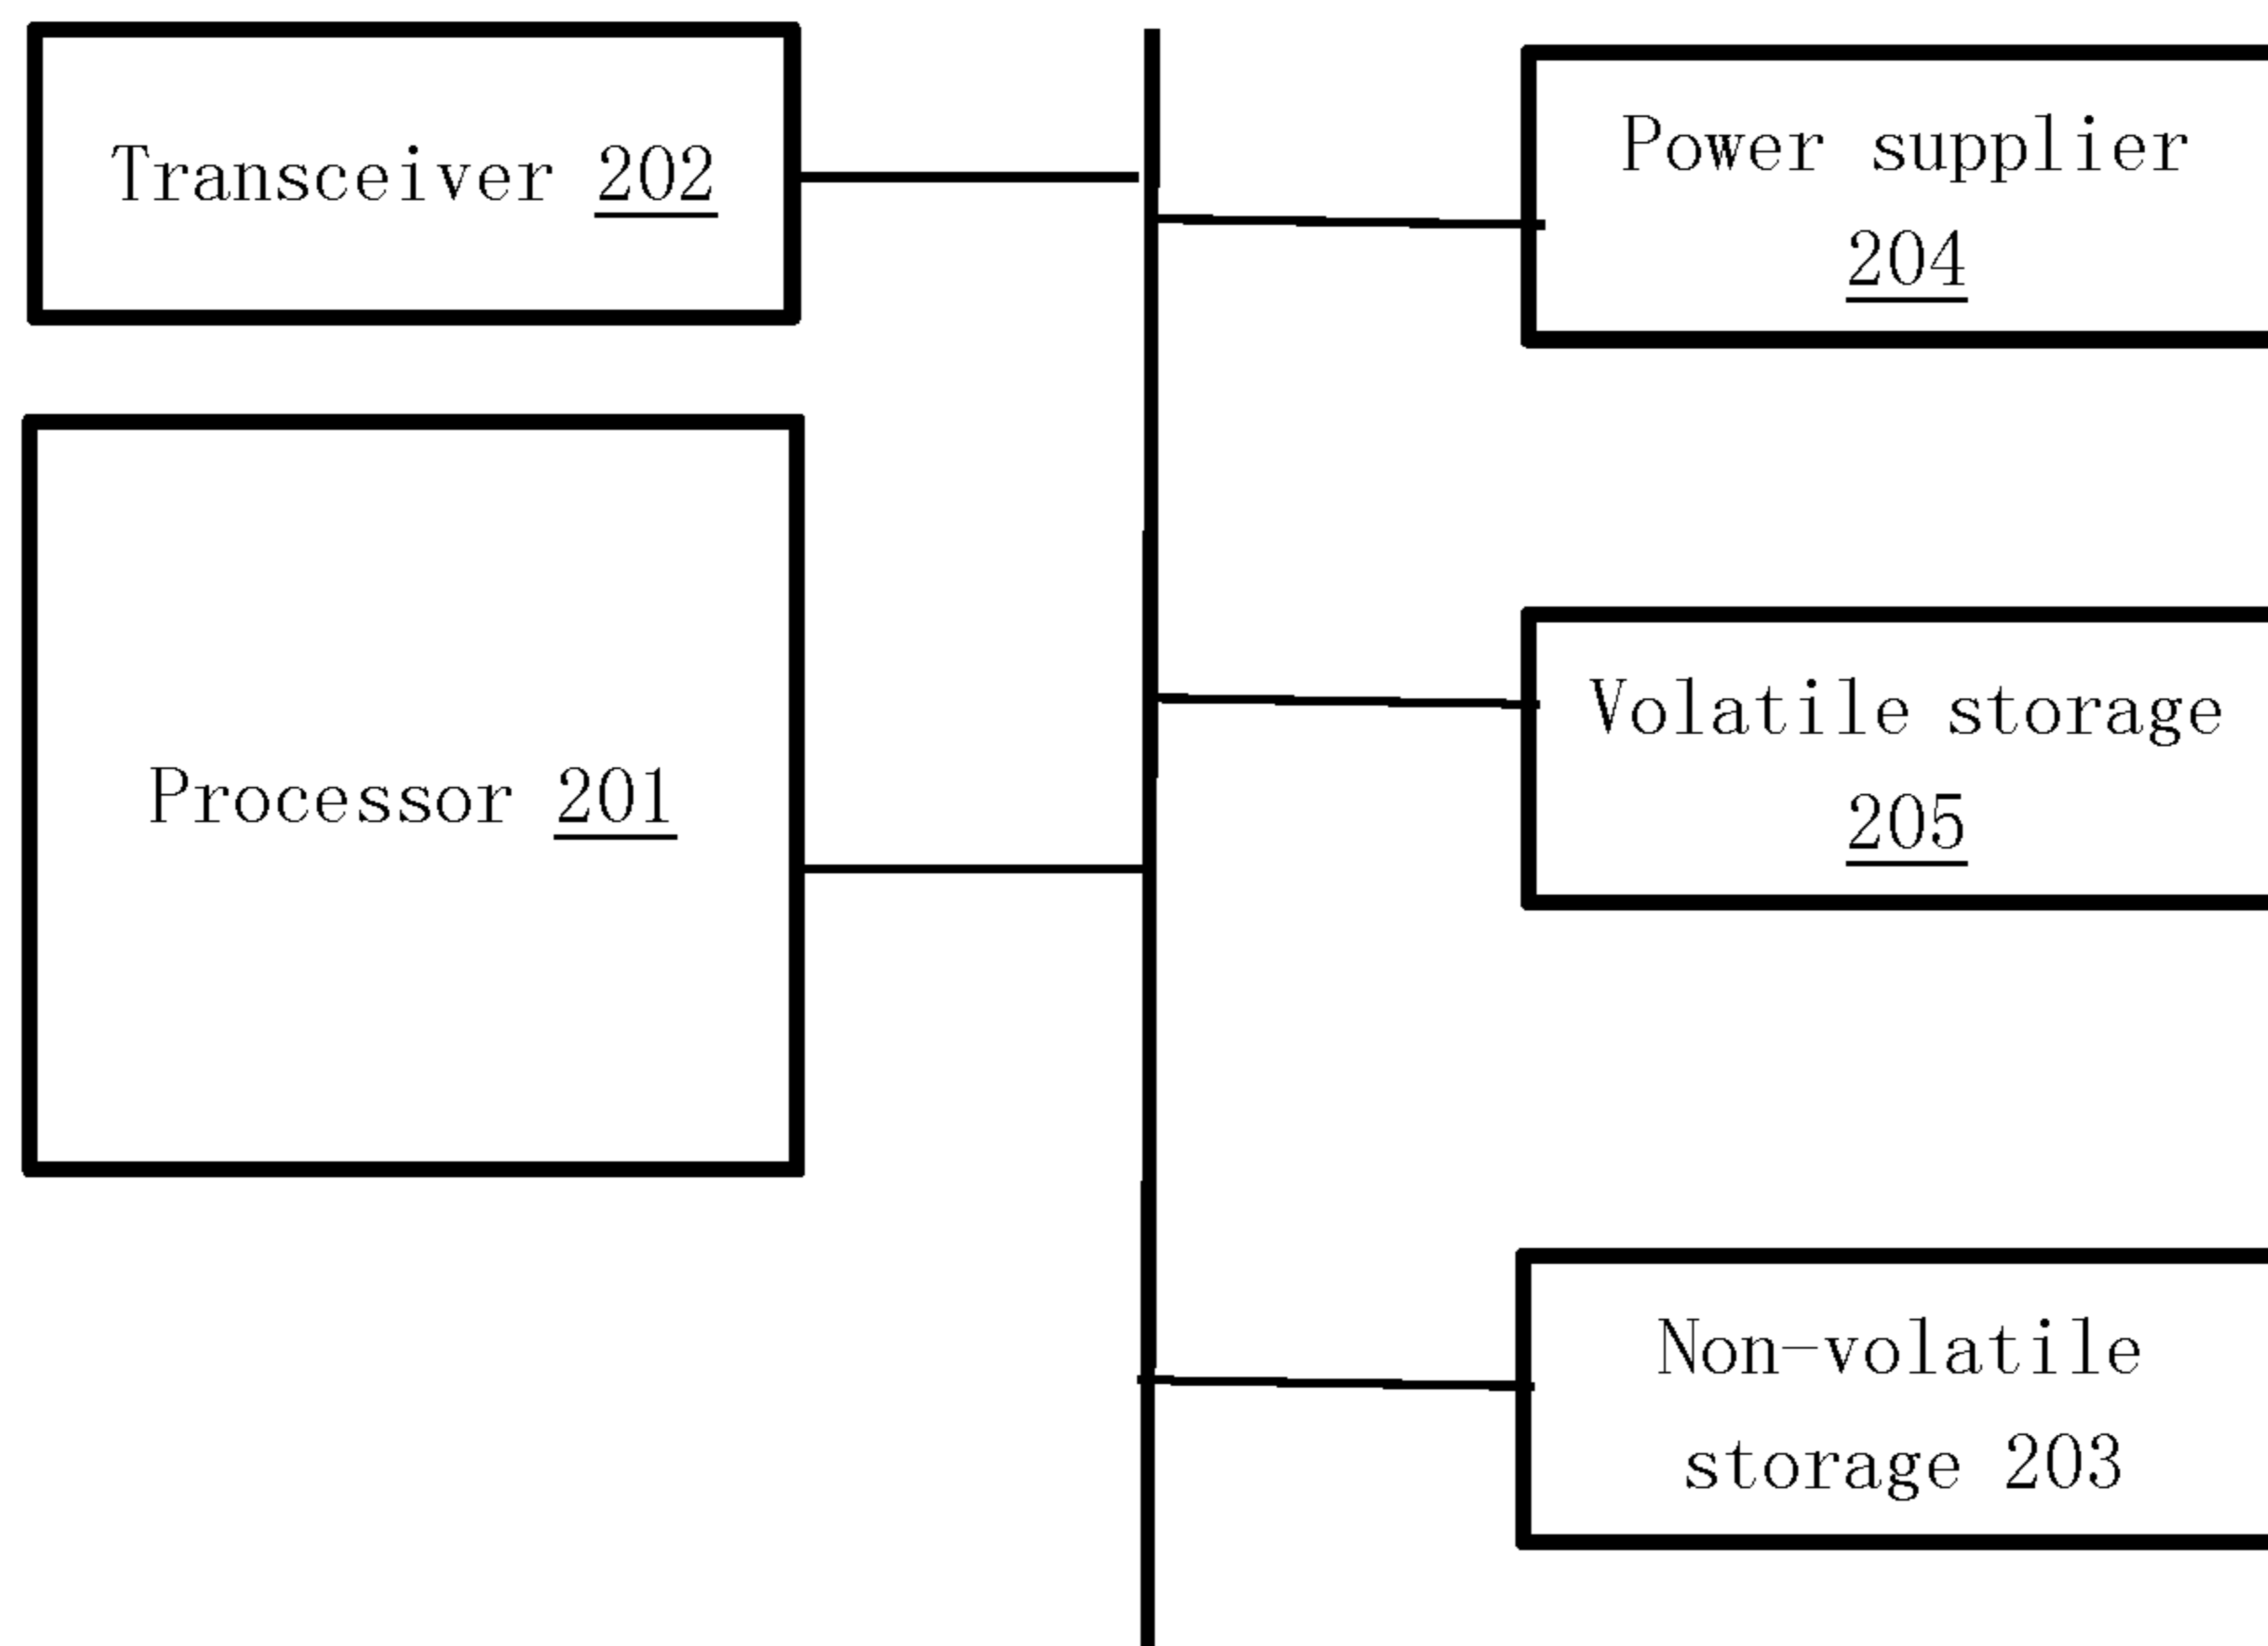 Transceiver 202
Processor 201
Power supplier
204
Volatile storage
205
Non-volatile
storage 203